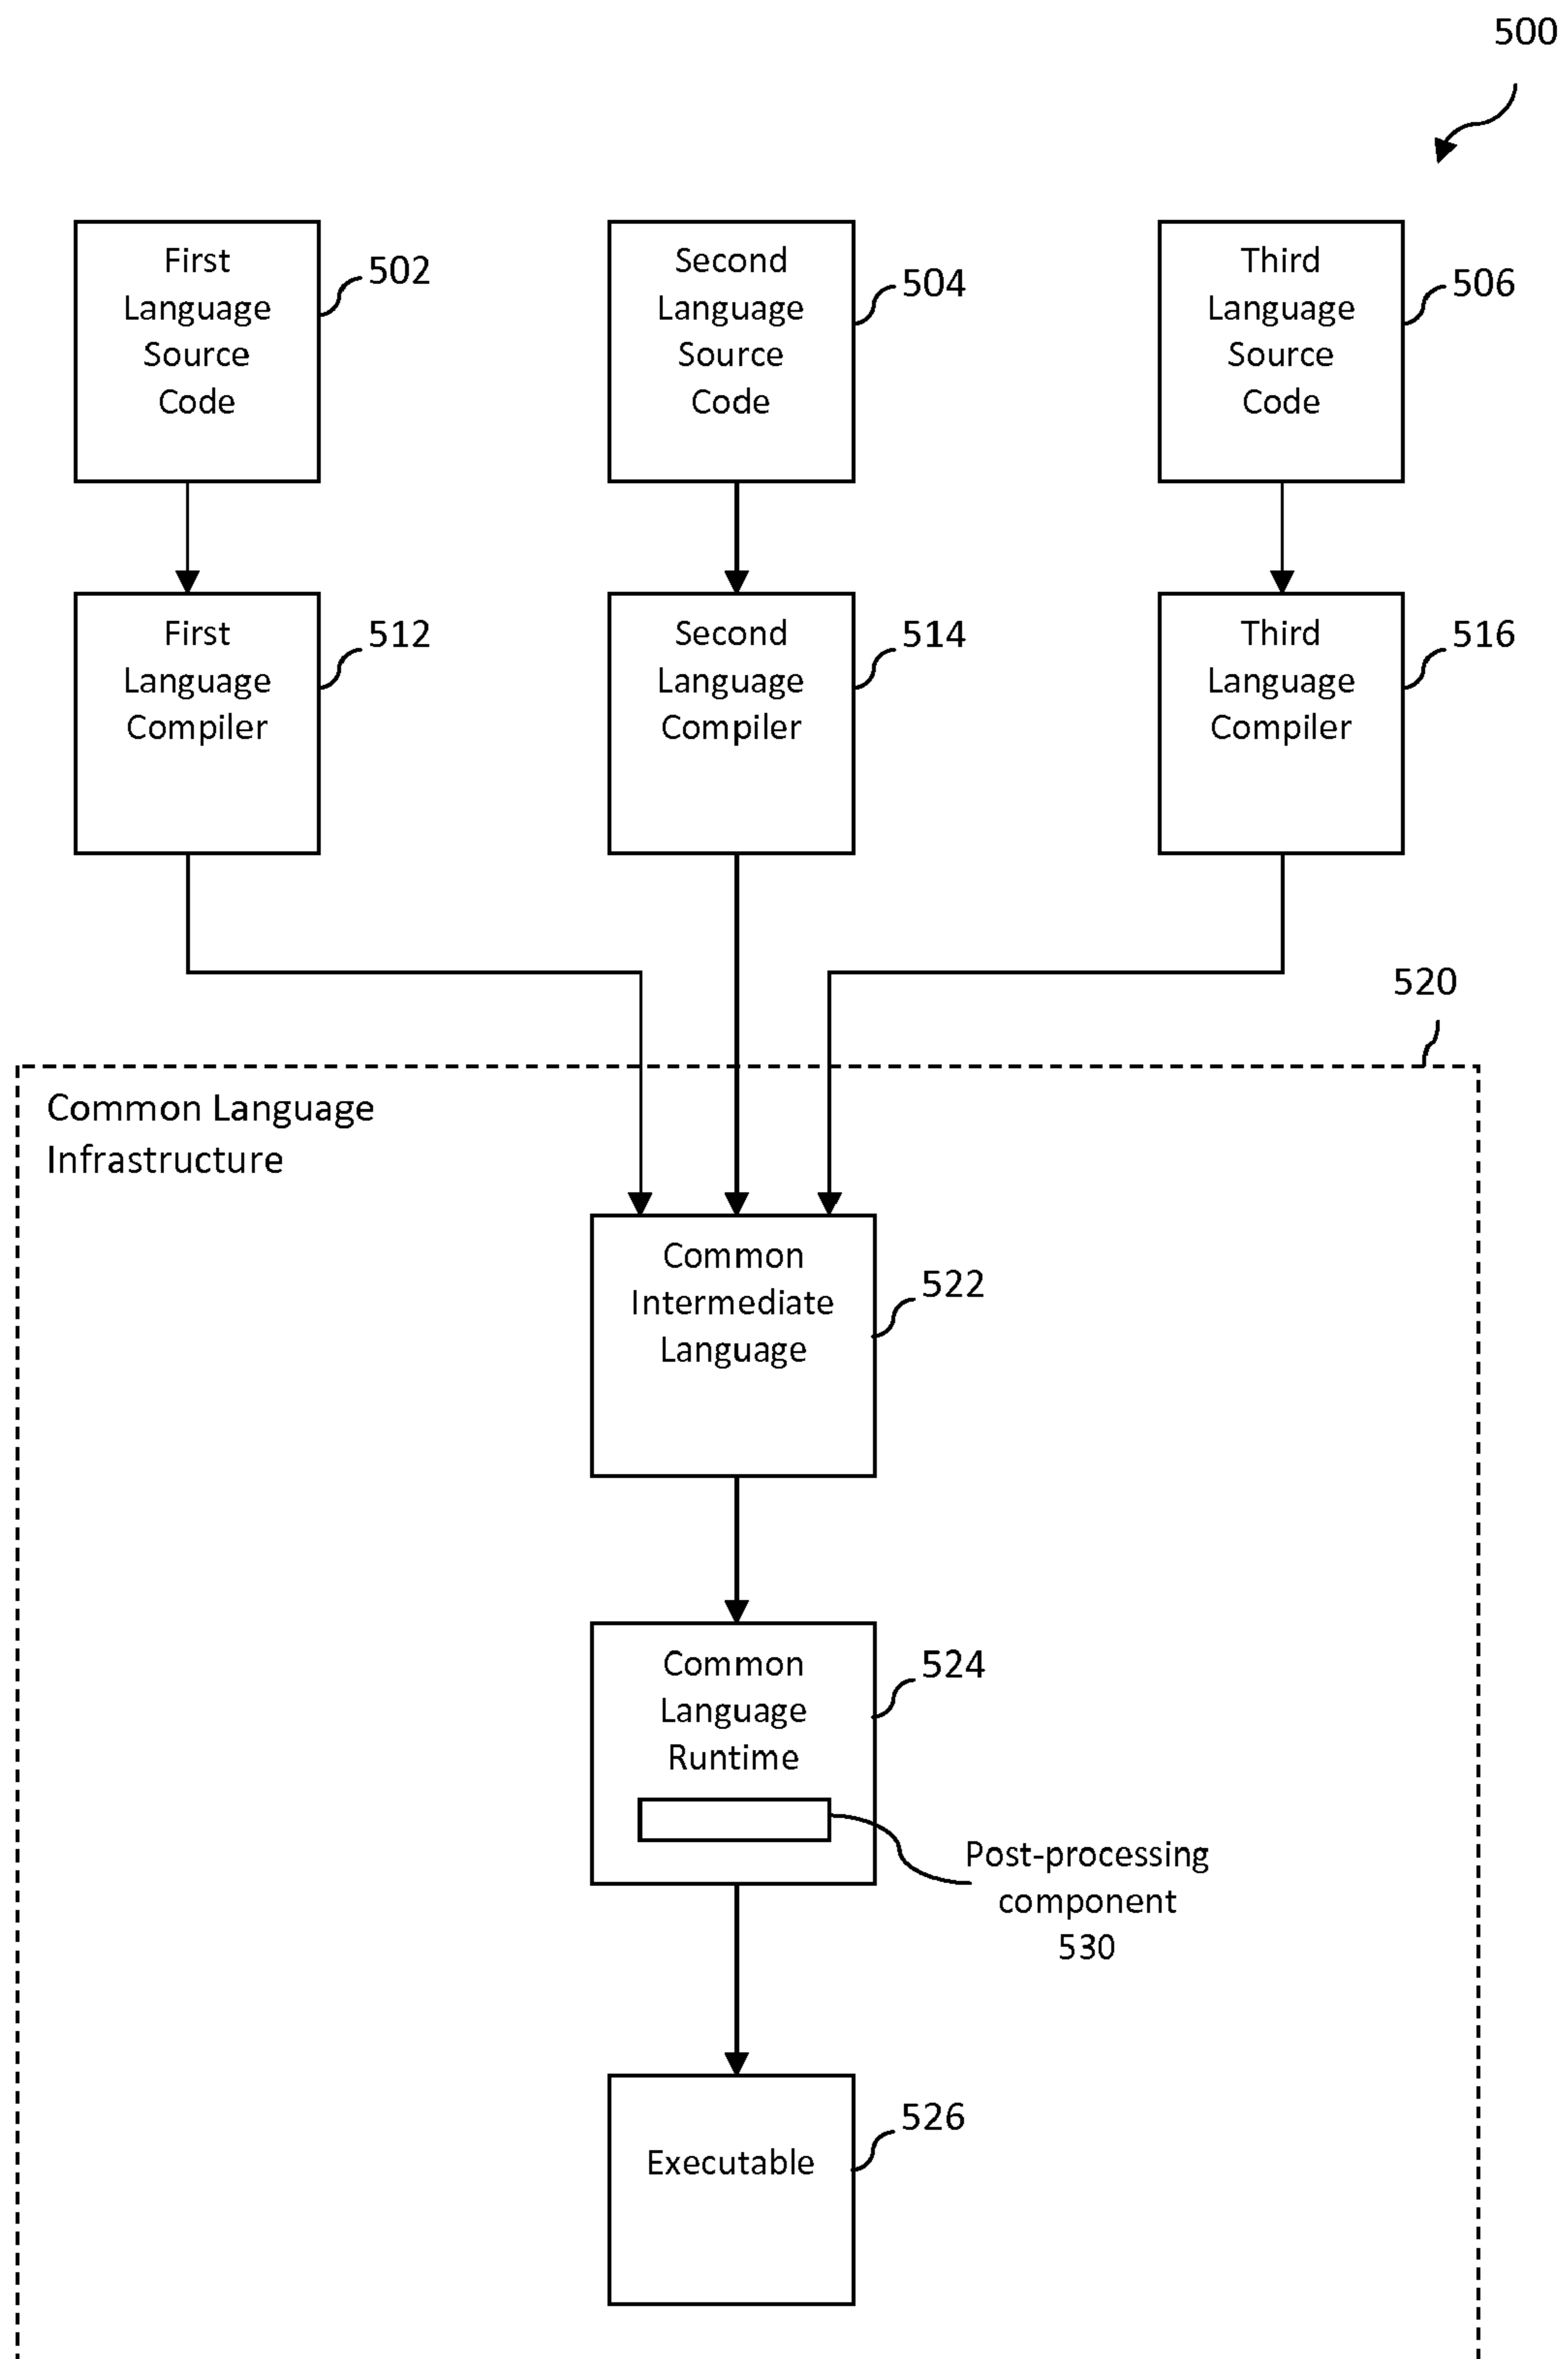 500
First
Language
Source
Code
502
Second
Language
Source
Code
504
Third
Language
Source
Code
506
First
Language
Compiler
512
Second
Language
Compiler
514
Third
Language
Compiler
516
520
Common Language
Infrastructure
Common
Intermediate
Language
522
Common
Language
Runtime
524
Post-processing
component
530
Executable
526